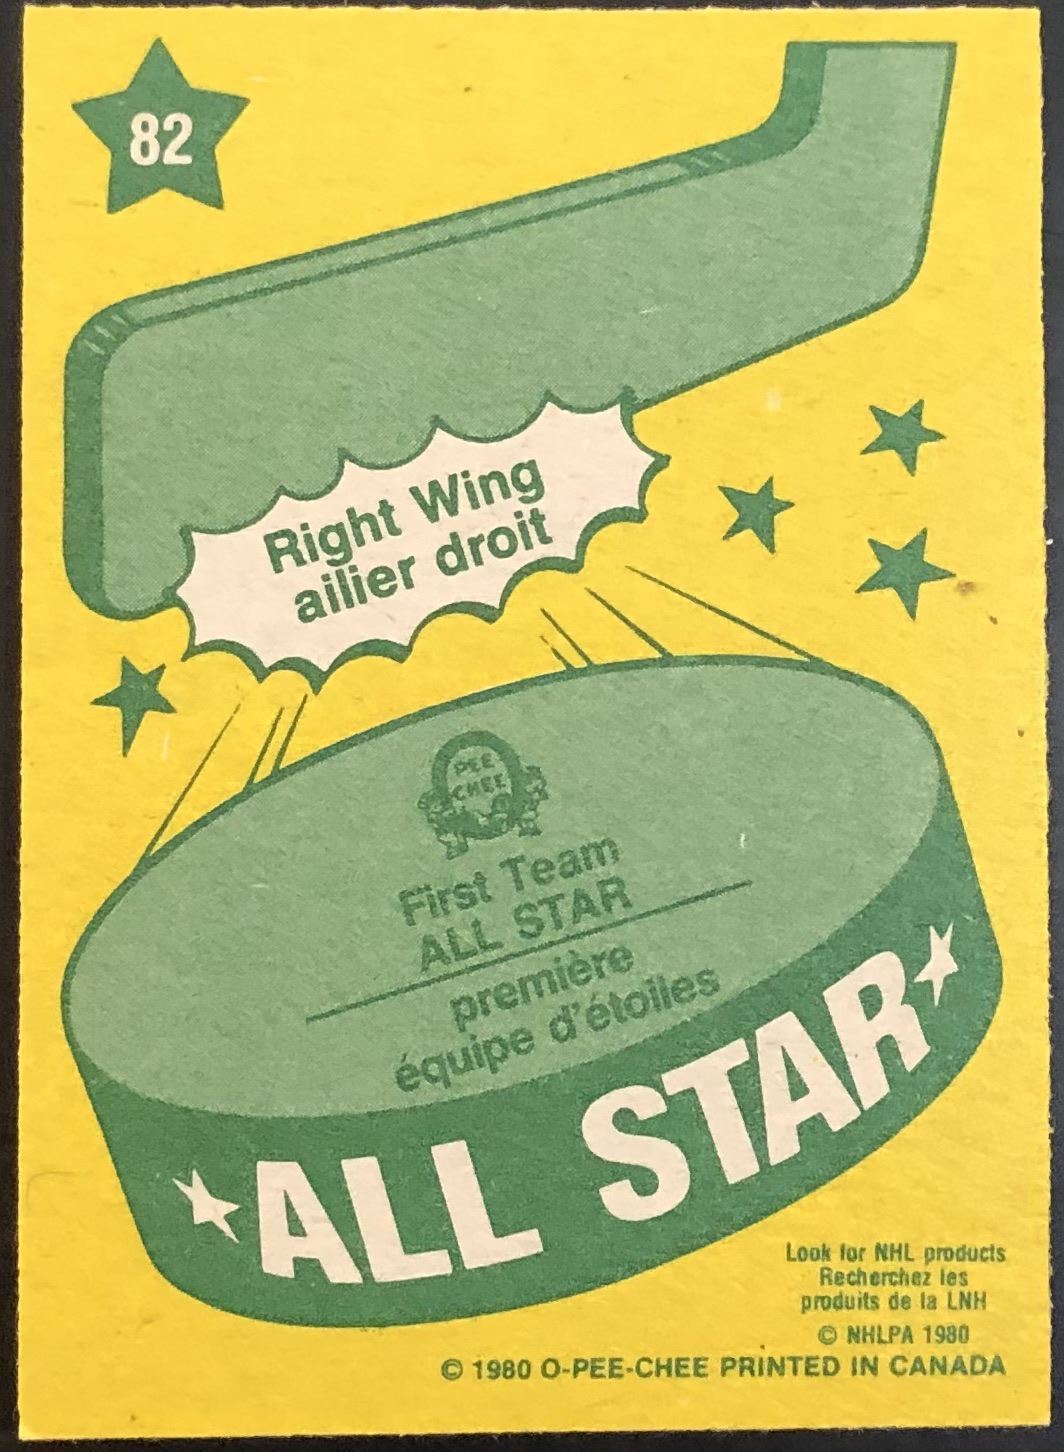 82
Right Wing
ailier droit
PEE
CHEE
First Team
ALL STAR
première
équipe d'étoiles
ALL STAR
Look for NHL products
Recherchez les
produits de la LNH
© NHLPA 1980
© 1980 O-PEE-CHEE PRINTED IN CANADA